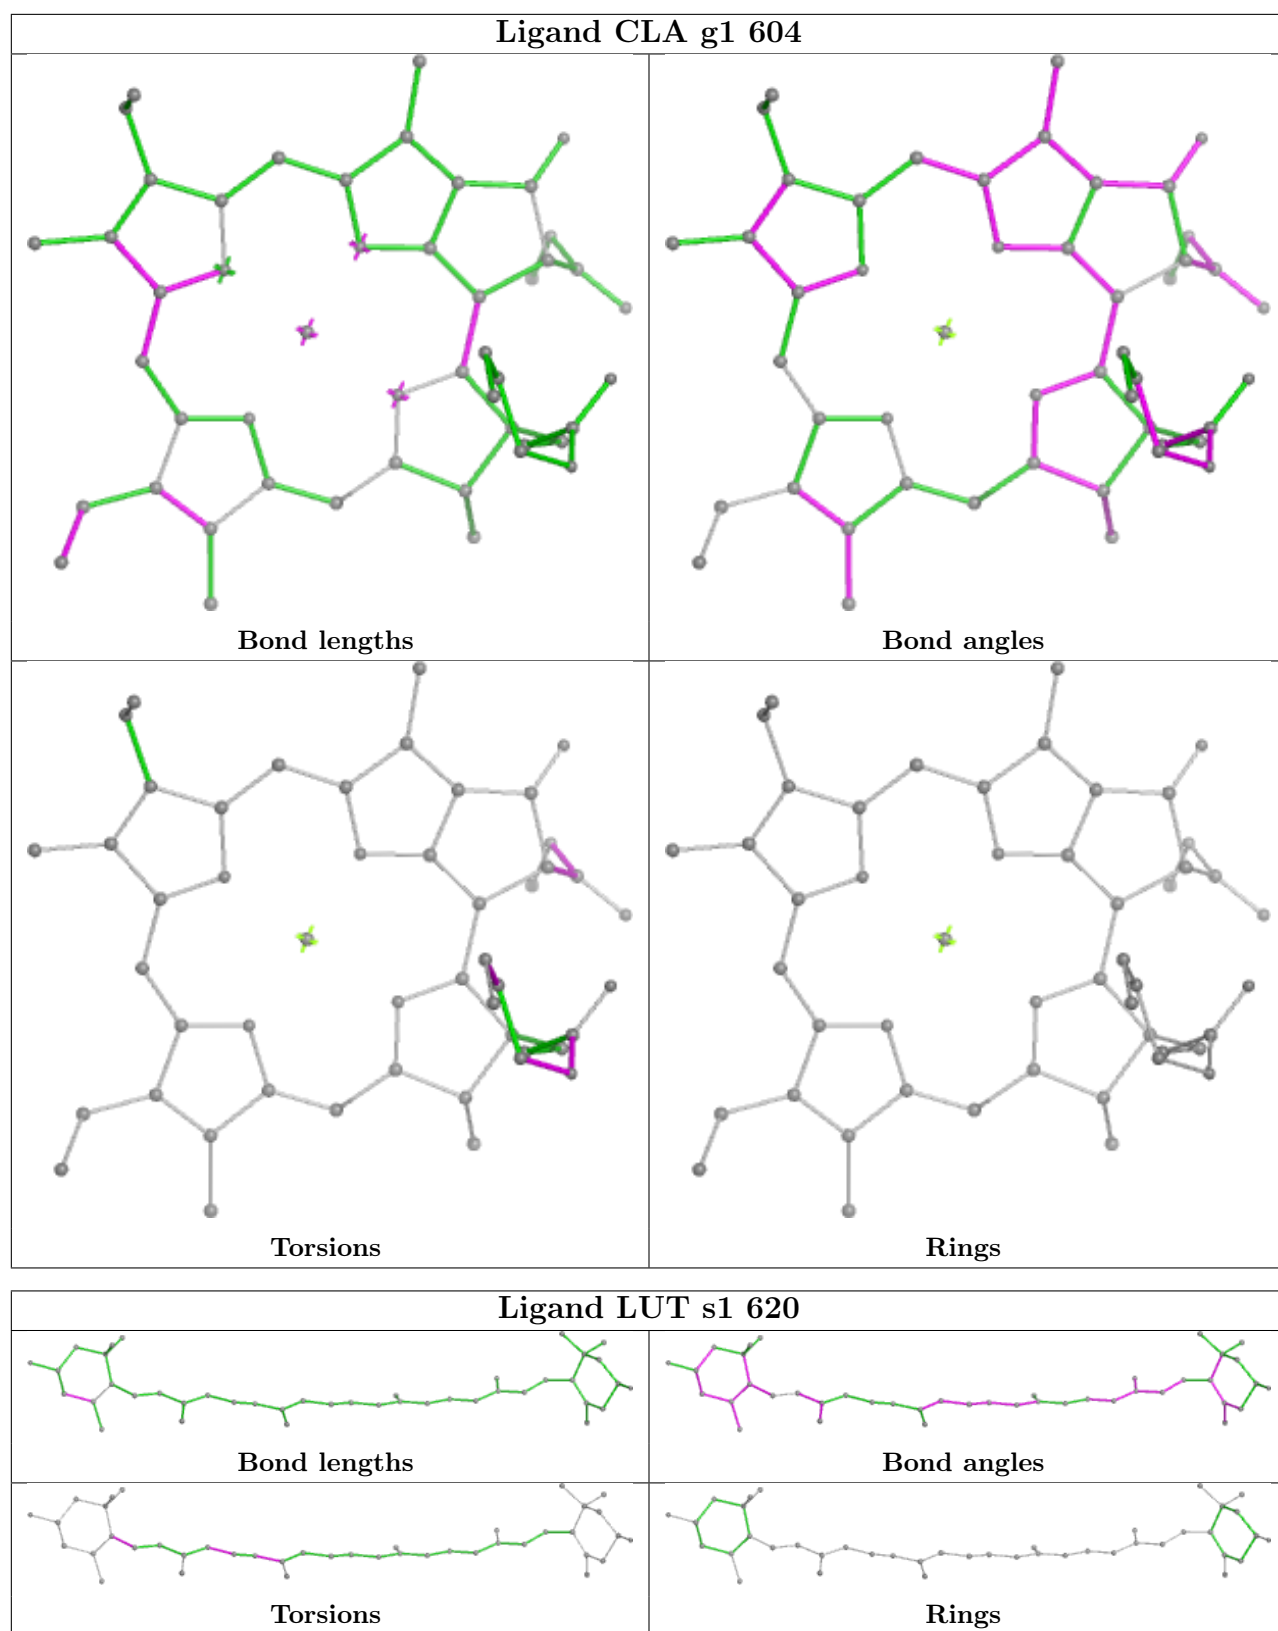 Ligand CLA g1 604
Bond lengths
Bond angles
Torsions
Rings
Ligand LUT s1 620
Bond lengths
Bond angles
Torsions
Rings